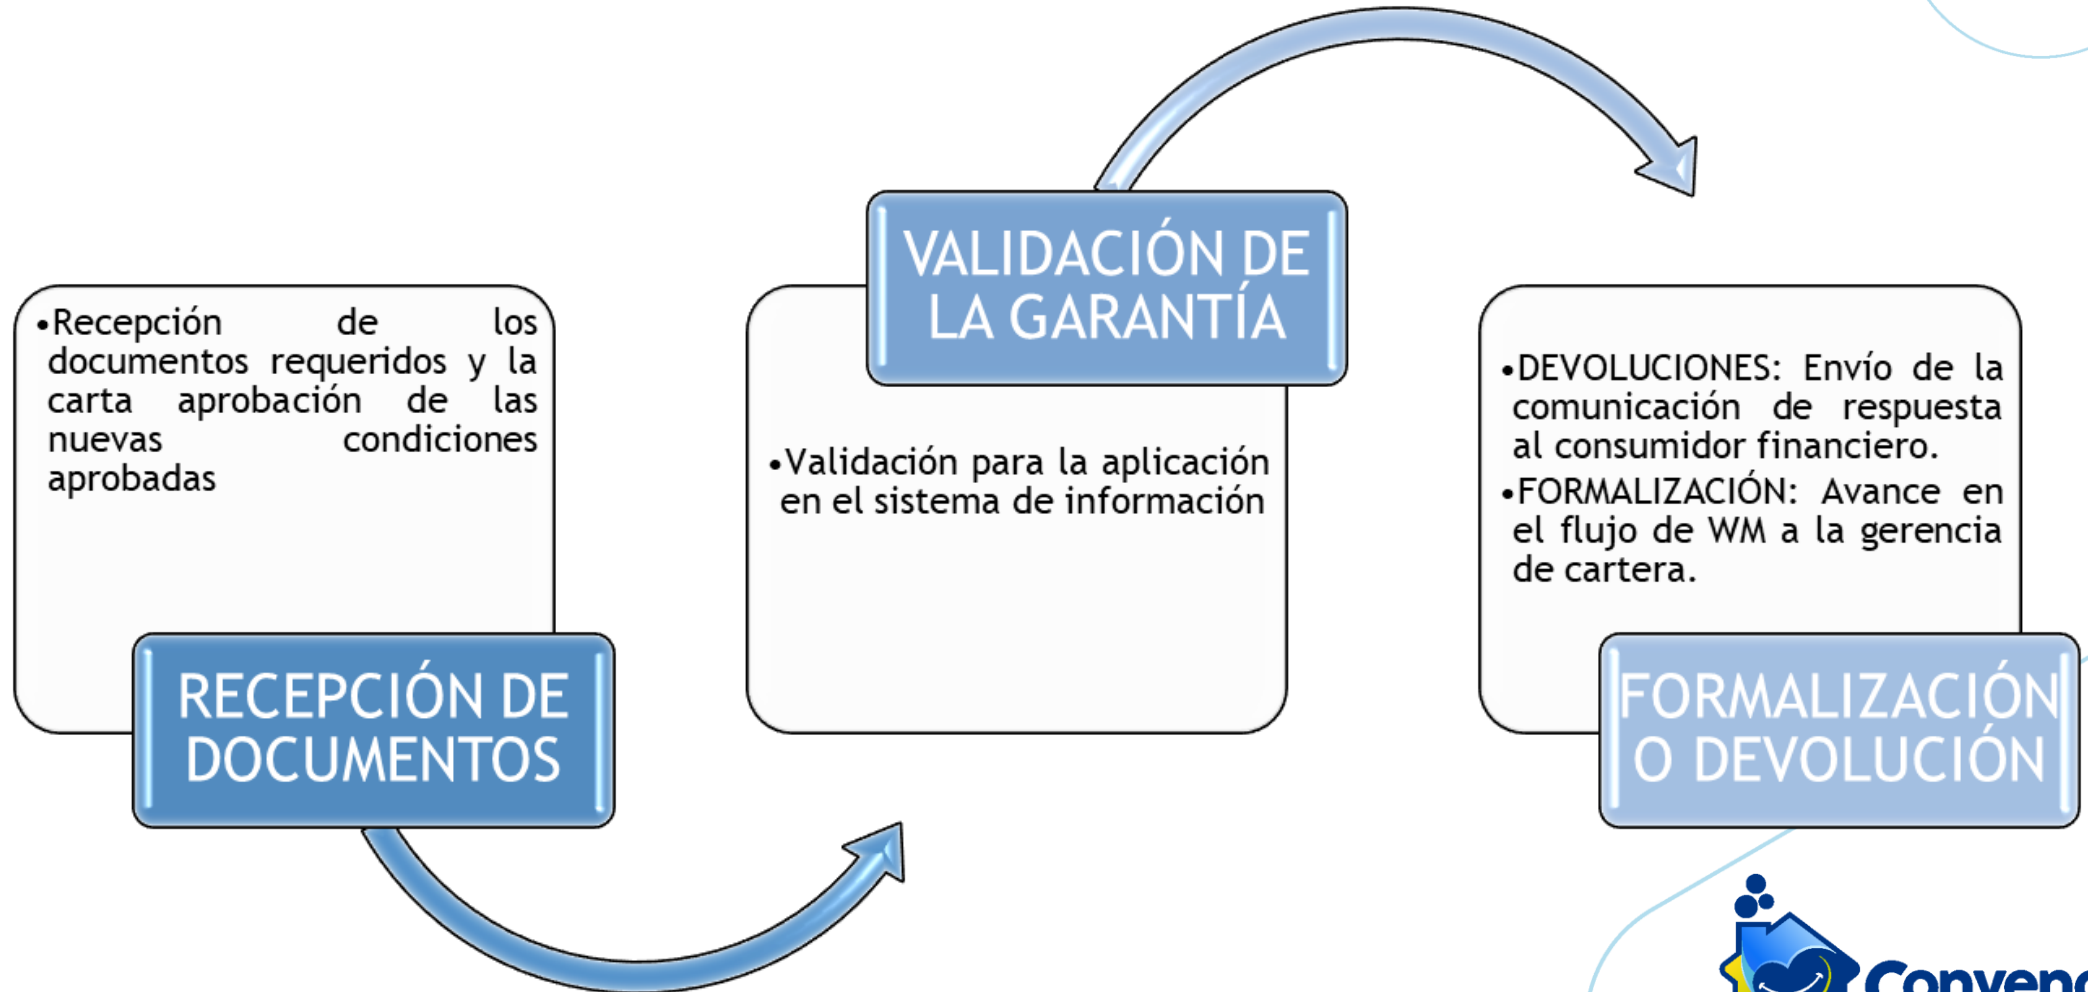 •Recepción de los
documentos requeridos y la
carta aprobación de las
nuevas condiciones
aprobadas
RECEPCIÓN DE
DOCUMENTOS
VALIDACIÓN DE
LA GARANTÍA
•Validación para la aplicación
en el sistema de información
•DEVOLUCIONES: Envío de la
comunicación de respuesta
al consumidor financiero.
•FORMALIZACIÓN: Avance en
el flujo de WM a la gerencia
de cartera.
FORMALIZACIÓN
O DEVOLUCIÓN